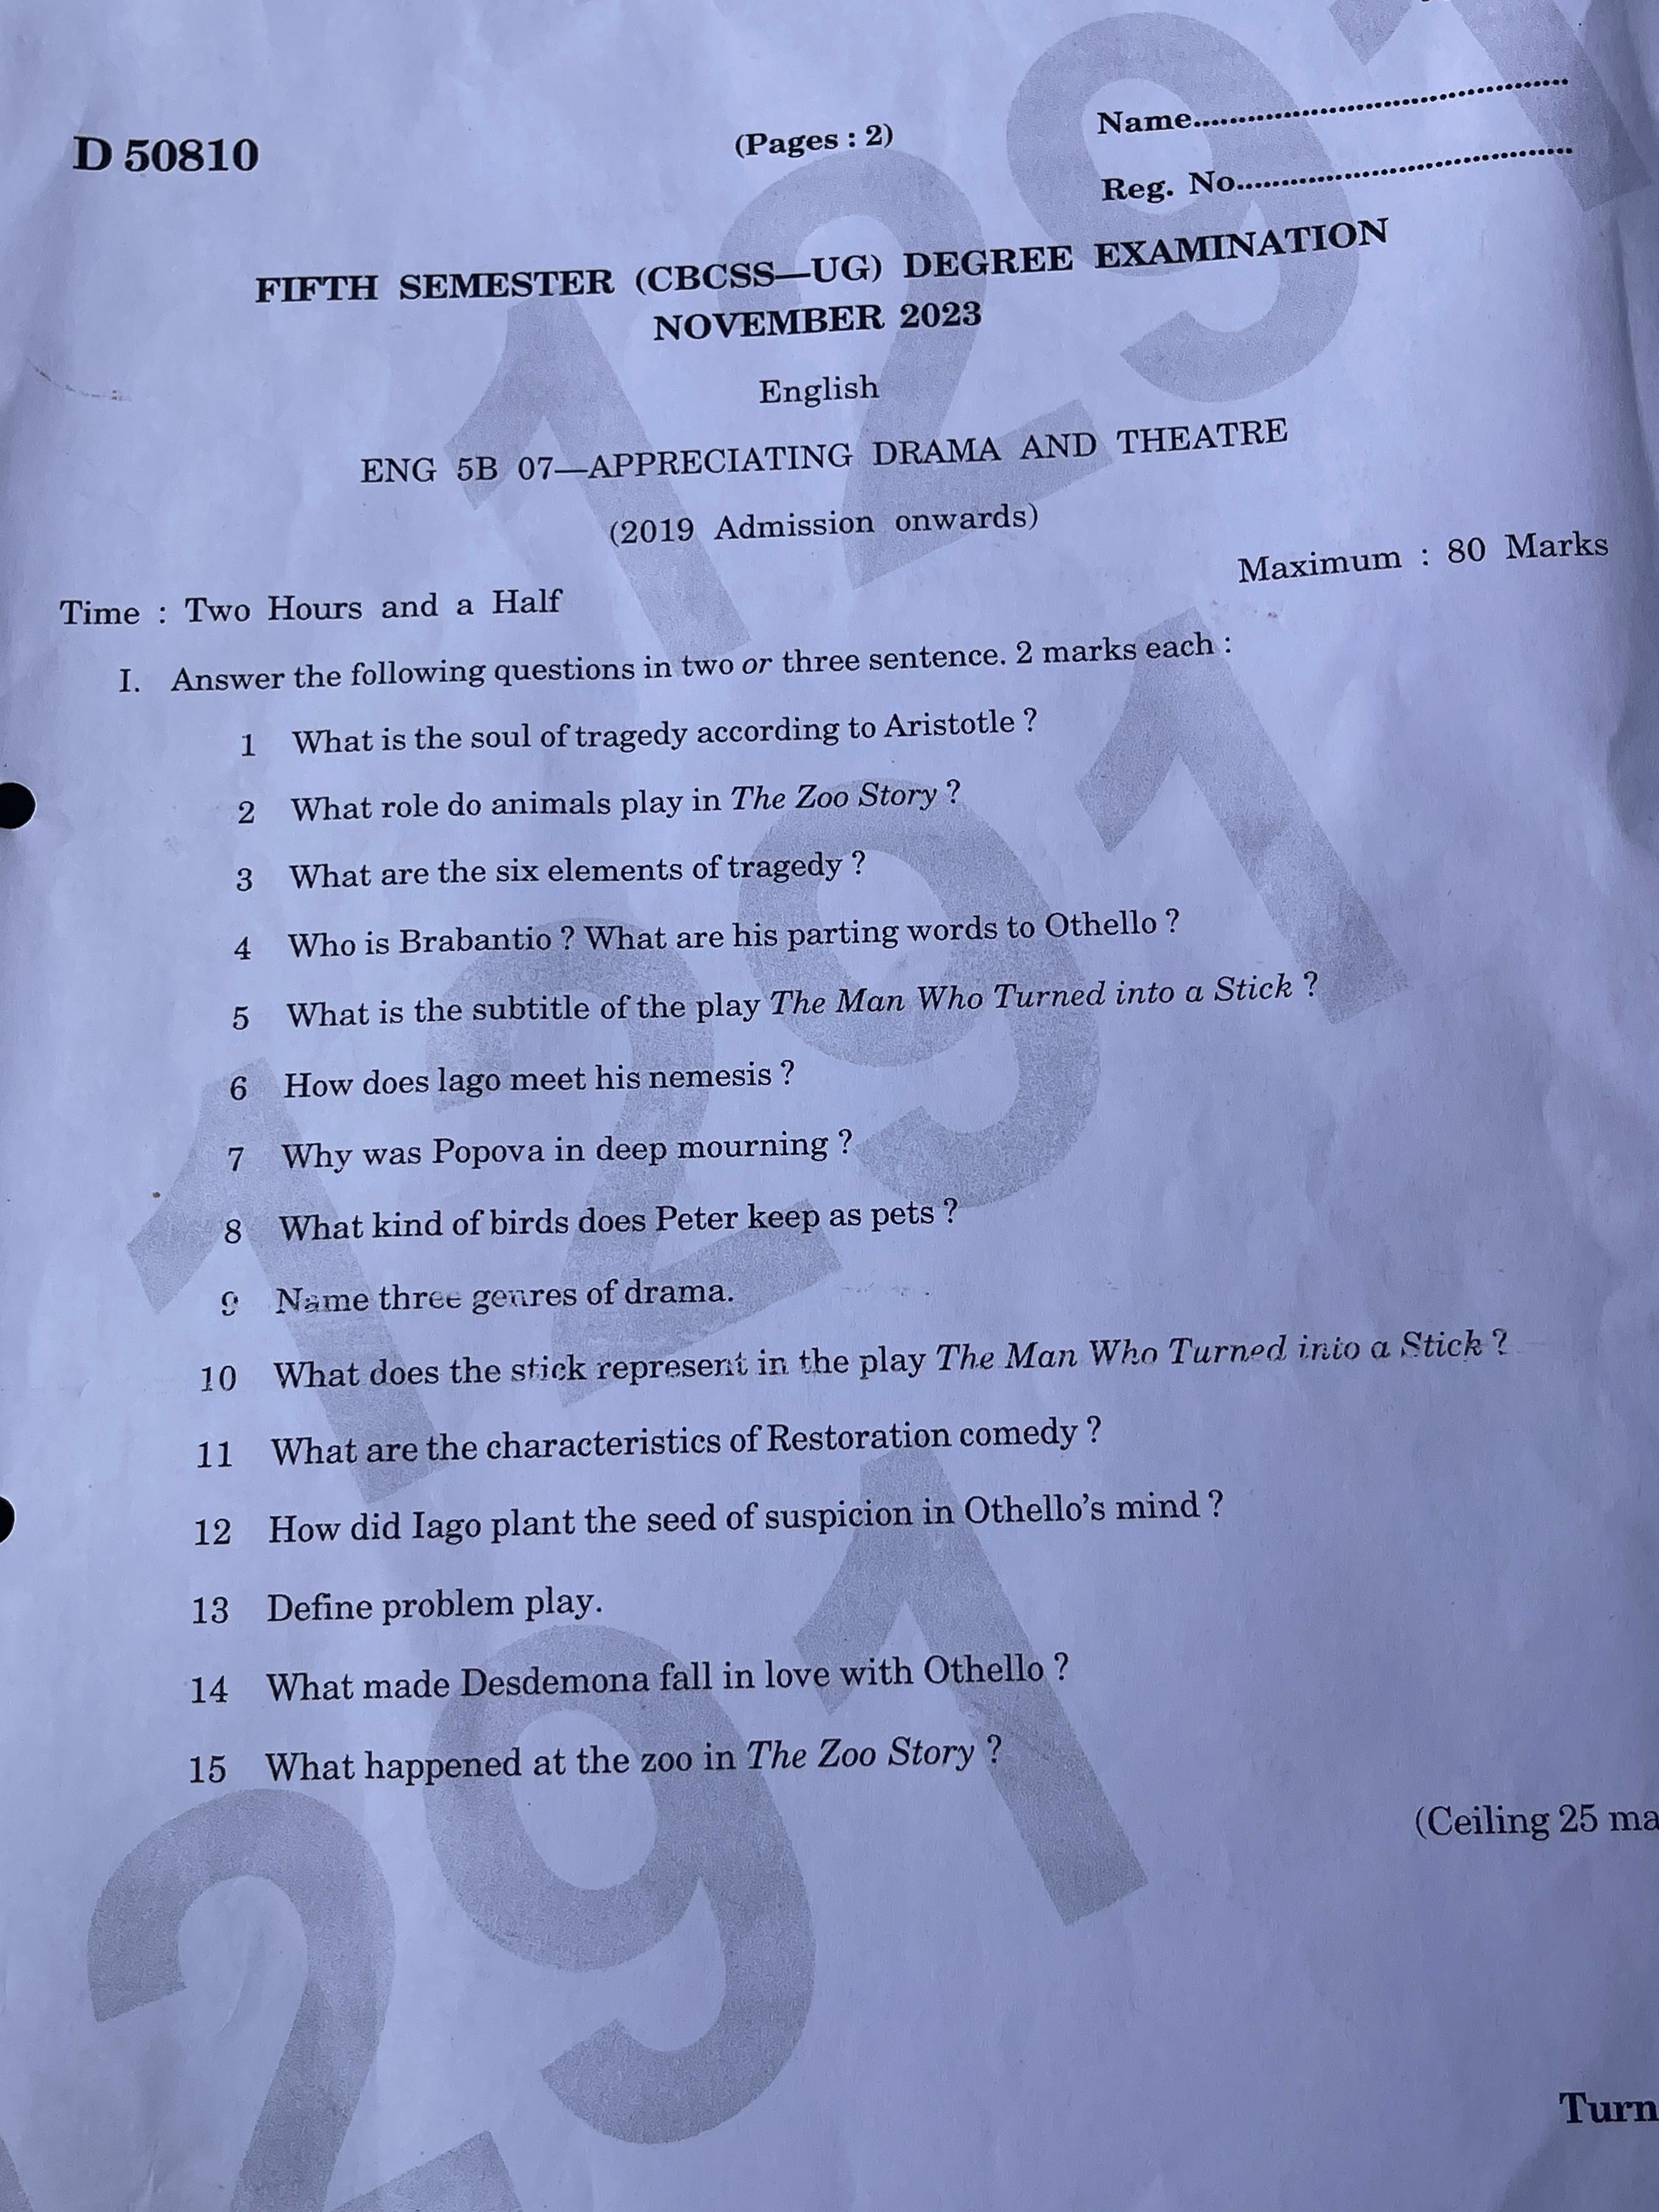 D 50810
(Pages : 2)
Name..........................................
Reg. No.......................................
FIFTH SEMESTER (CBCSS—UG) DEGREE EXAMINATION
NOVEMBER 2023
English
ENG 5B 07—APPRECIATING DRAMA AND THEATRE
(2019 Admission onwards)
Time : Two Hours and a Half
Maximum : 80 Marks
I. Answer the following questions in two or three sentence. 2 marks each :
1 What is the soul of tragedy according to Aristotle ?
2 What role do animals play in The Zoo Story ?
3 What are the six elements of tragedy ?
4 Who is Brabantio ? What are his parting words to Othello ?
5 What is the subtitle of the play The Man Who Turned into a Stick ?
6 How does lago meet his nemesis ?
7 Why was Popova in deep mourning ?
8 What kind of birds does Peter keep as pets ?
9 Name three genres of drama.
10 What does the stick represent in the play The Man Who Turned into a Stick ?
11 What are the characteristics of Restoration comedy ?
12 How did Iago plant the seed of suspicion in Othello's mind ?
13 Define problem play.
14 What made Desdemona fall in love with Othello ?
15 What happened at the zoo in The Zoo Story ?
(Ceiling 25 ma
Turn